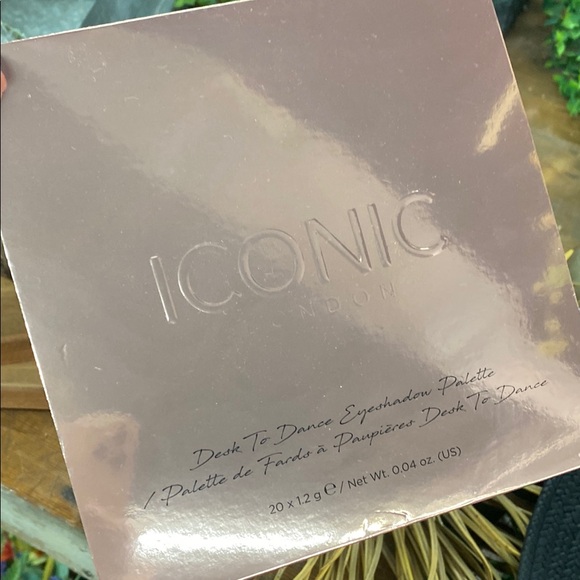 ICONIC
LONDON
Desk To Dance Eyeshadow Palette
/ Palette de Fards à Paupières Desk To Dance
20 x 1.2 g ℮ / Net Wt. 0.04 oz. (US)